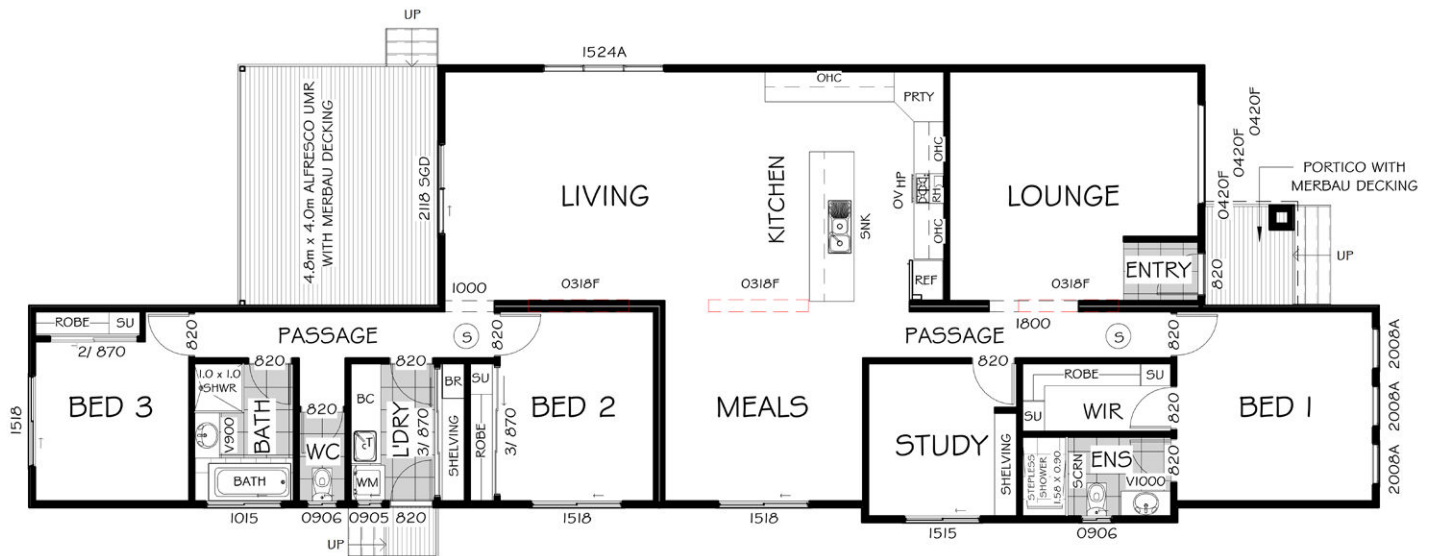 UP
1524A
4.8m x 4.0m ALFRESCO UMR
WITH MERBAU DECKING
2118 SGD
LIVING
KITCHEN
OHC
PRTY
OHC
OV
HP
RH
OHC
SNK
REF
LOUNGE
ENTRY
820
0420F
0420F
0420F
PORTICO WITH
MERBAU DECKING
UP
1000
0318F
0318F
0318F
1800
ROBE
SU
2/ 870
820
820
PASSAGE
S
820
PASSAGE
S
820
BED 3
1518
1.0 x 1.0
SHWR
820
V900
BATH
BATH
1015
820
WC
0906
BC
T
WM
0905
820
L'DRY
3/ 870
BR
SHELVING
820
UP
SU
ROBE
3/ 870
BED 2
1518
MEALS
1518
820
STUDY
SHELVING
1515
ROBE
SU
SU
WIR
820
STEPLESS
SHOWER
1.58 x 0.90
SCRN
ENS
820
V1000
0906
BED 1
2008A
2008A
2008A